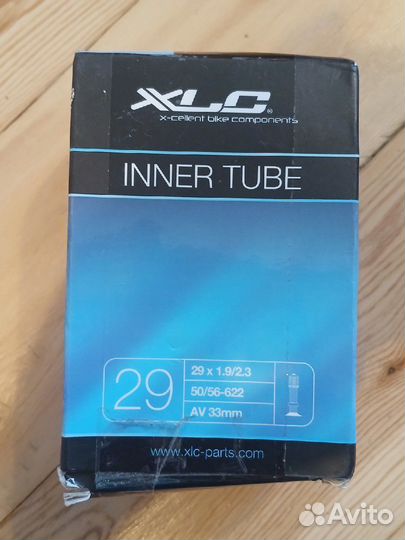 XLC®
x-cellent bike components
INNER TUBE
29
29 x 1.9/2.3
50/56-622
AV 33mm
www.xlc-parts.com
Avito